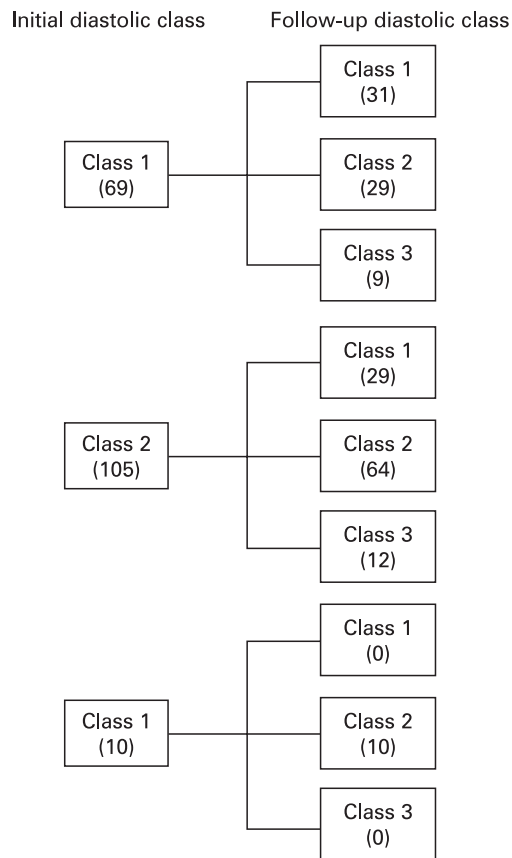 Initial diastolic class
Follow-up diastolic class
Class 1
(69)
Class 1
(31)
Class 2
(29)
Class 3
(9)
Class 2
(105)
Class 1
(29)
Class 2
(64)
Class 3
(12)
Class 1
(10)
Class 1
(0)
Class 2
(10)
Class 3
(0)